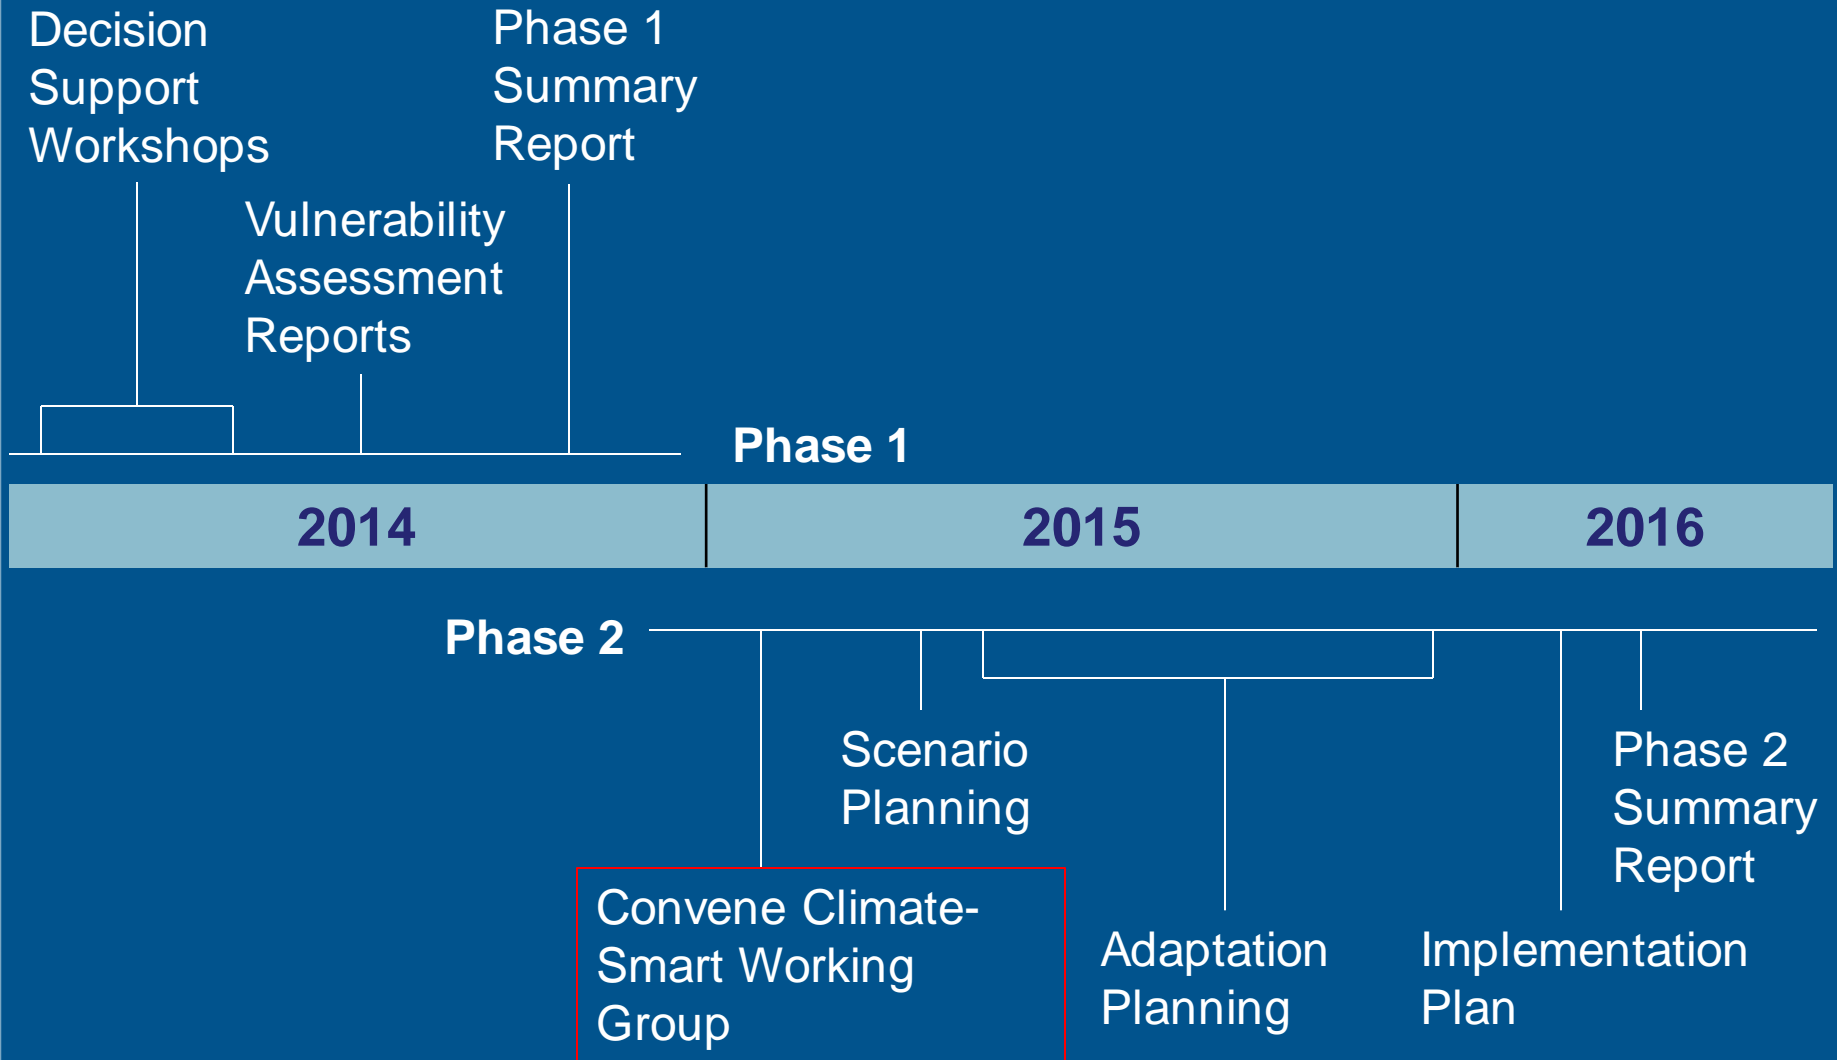 Decision
Support
Workshops
Phase 1
Summary
Report
Vulnerability
Assessment
Reports
Phase 1
2014
2015
2016
Phase 2
Scenario
Planning
Phase 2
Summary
Report
Convene Climate-
Smart Working
Group
Adaptation
Planning
Implementation
Plan